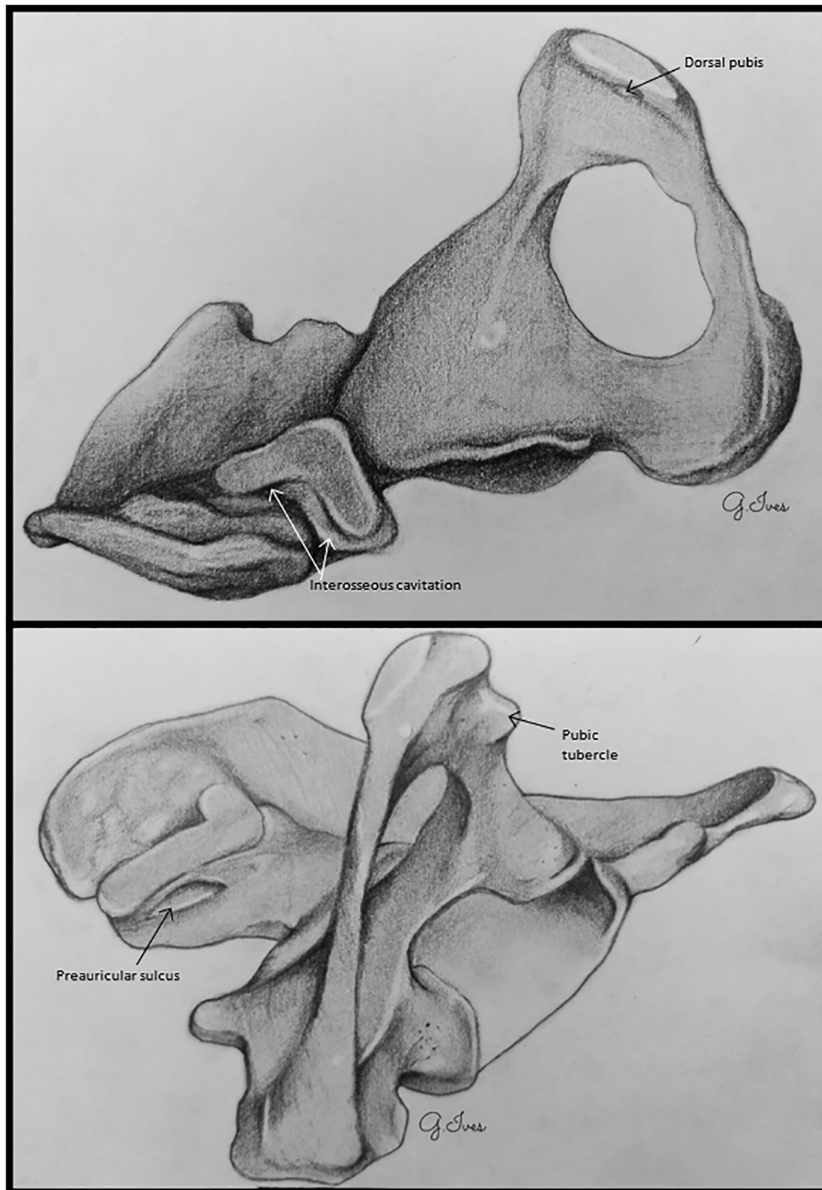 Dorsal pubis
G.Ives
Interosseous cavitation
Pubic
tubercle
Preauricular sulcus
G.Ives